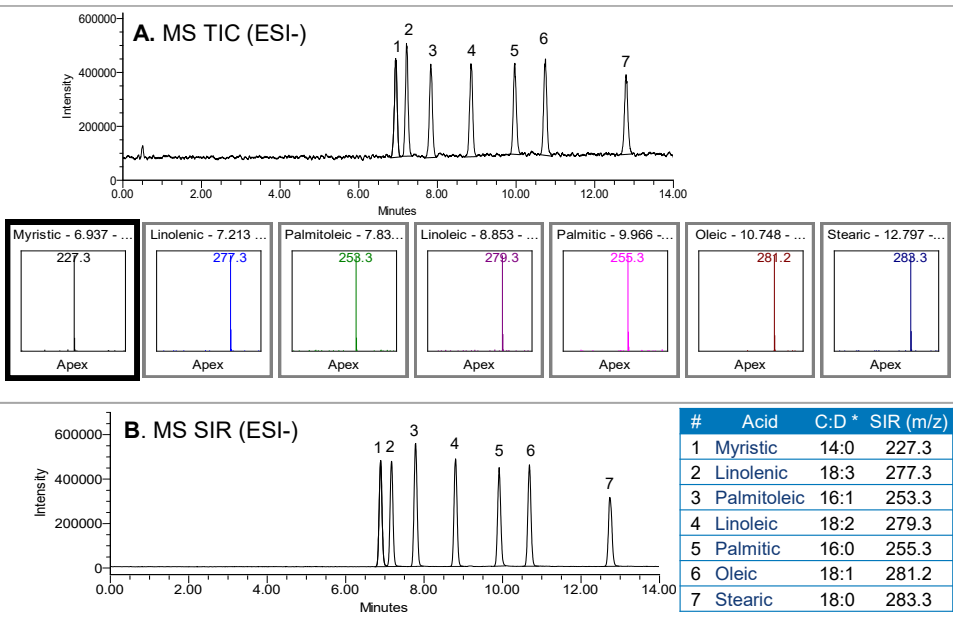 A. MS TIC (ESI-)
600000
400000
200000
0
Intensity
1
2
3
4
5
6
7
0.00 2.00 4.00 6.00 8.00 10.00 12.00 14.00
Minutes
Myristic - 6.937 - ... Linolenic - 7.213 ... Palmitoleic - 7.83... Linoleic - 8.853 - ... Palmitic - 9.966 -... Oleic - 10.748 - ... Stearic - 12.797 -...
227.3 277.3 253.3 279.3 255.3 281.2 283.3
Apex Apex Apex Apex Apex Apex Apex
B. MS SIR (ESI-)
600000
400000
200000
0
Intensity
1 2
3
4
5
6
7
0.00 2.00 4.00 6.00 8.00 10.00 12.00 14.00
Minutes
# Acid C:D * SIR (m/z)
1 Myristic 14:0 227.3
2 Linolenic 18:3 277.3
3 Palmitoleic 16:1 253.3
4 Linoleic 18:2 279.3
5 Palmitic 16:0 255.3
6 Oleic 18:1 281.2
7 Stearic 18:0 283.3